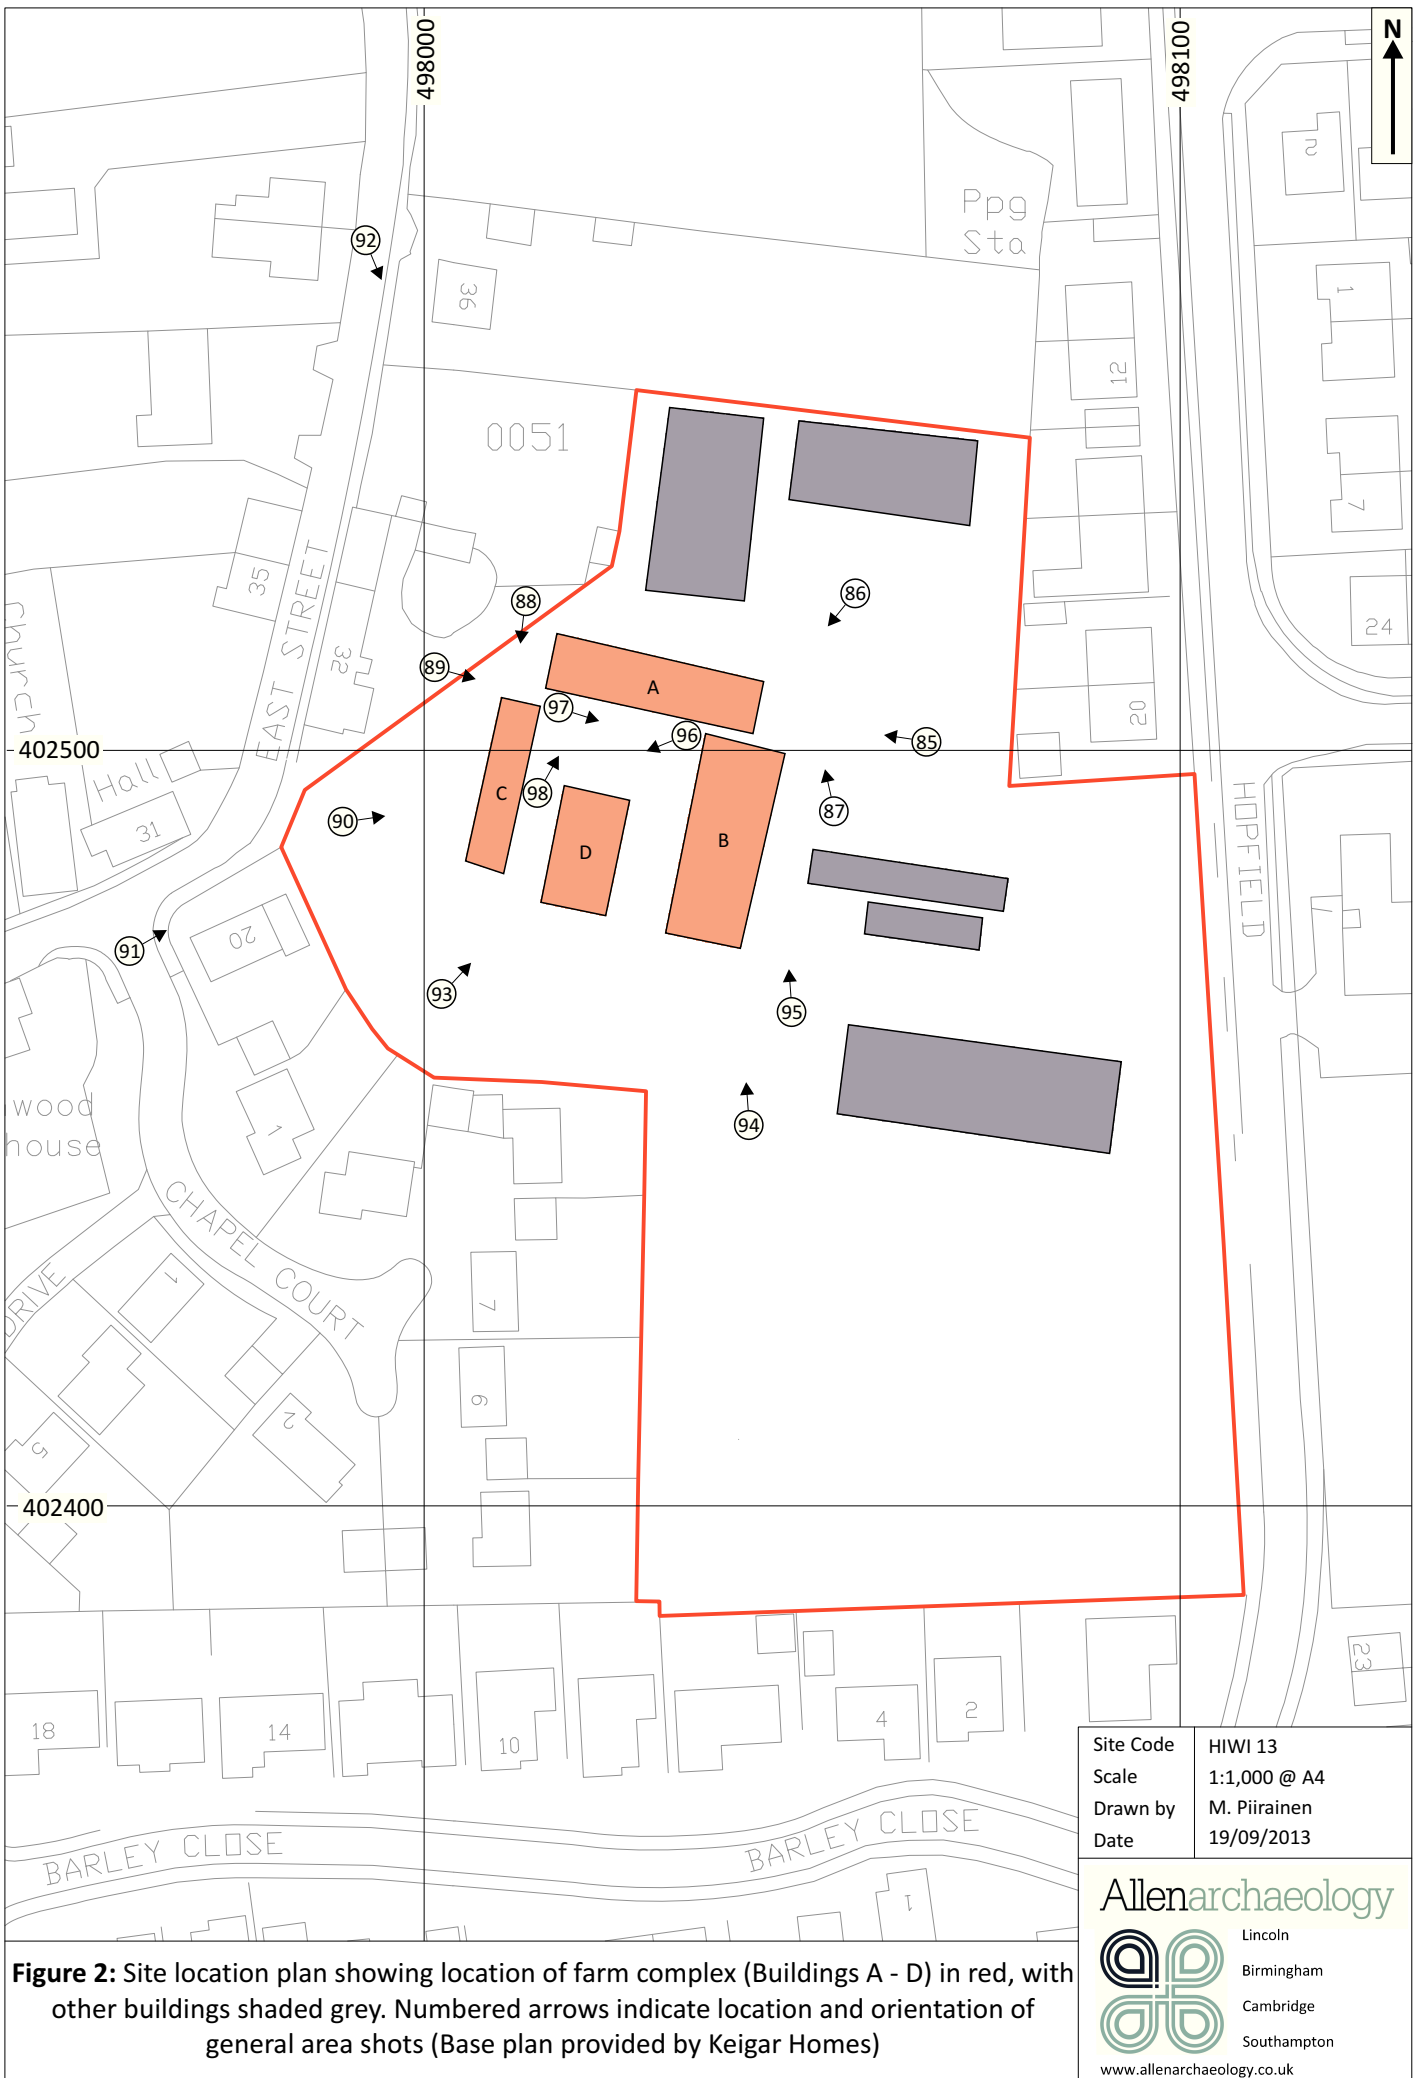 498000
498100
N
92
Ppg
Sta
2
36
1
12
0051
7
35
EAST STREET
32
88
89
86
24
A
97
96
20
85
402500
Hall
31
C
98
90
D
B
87
HOPFIELD
1
20
91
93
95
94
wood
house
1
CHAPEL COURT
DRIVE
1
7
6
2
5
402400
18
14
10
4
2
23
BARLEY CLOSE
BARLEY CLOSE
1
Site Code HIWI 13
Scale 1:1,000 @ A4
Drawn by M. Piirainen
Date 19/09/2013
Allenarchaeology
Lincoln
Birmingham
Cambridge
Southampton
www.allenarchaeology.co.uk
Figure 2: Site location plan showing location of farm complex (Buildings A - D) in red, with
other buildings shaded grey. Numbered arrows indicate location and orientation of
general area shots (Base plan provided by Keigar Homes)